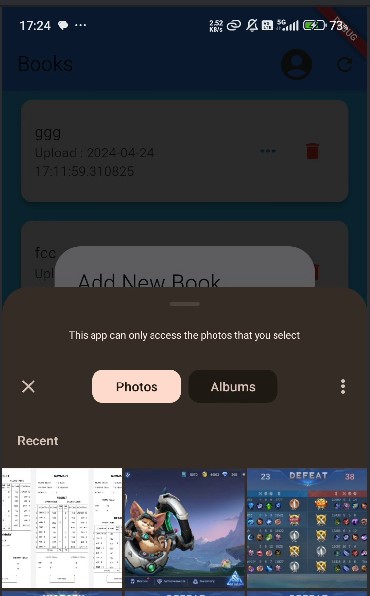 17:24
2.52
KB/s
5G
73%
DEBUG
Books
ggg
Upload : 2024-04-24
17:11:59.310825
fcc
Upl
Add New Book
This app can only access the photos that you select
Photos
Albums
Recent
23 DEFEAT 38